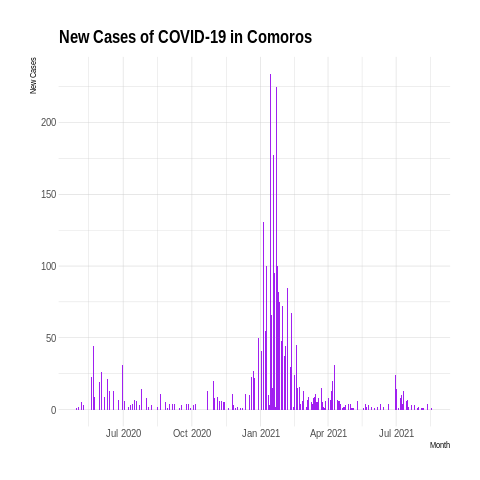 New Cases of COVID-19 in Comoros
New Cases
200
150
100
50
0
Jul 2020
Oct 2020
Jan 2021
Apr 2021
Jul 2021
Month